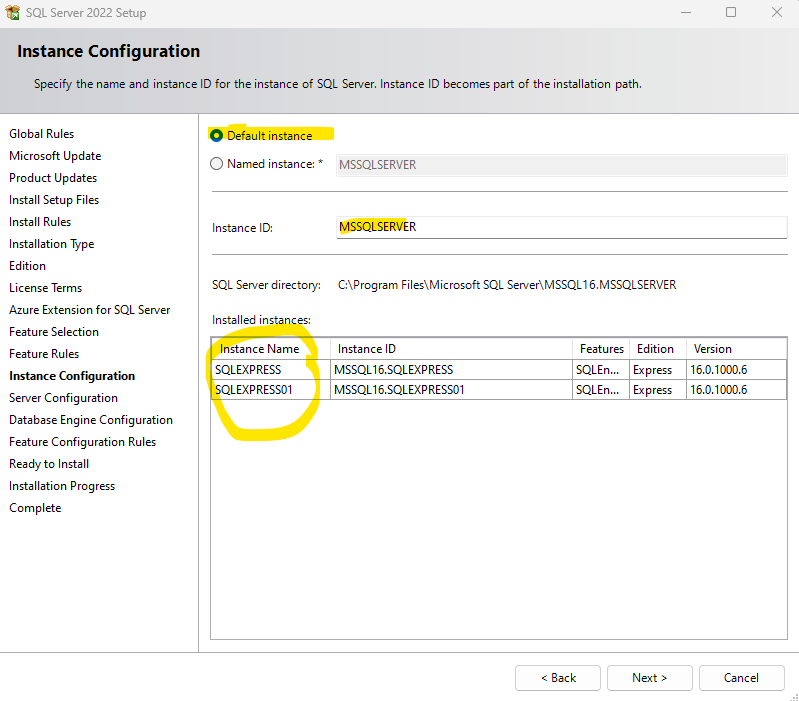 SQL Server 2022 Setup
Instance Configuration
Specify the name and instance ID for the instance of SQL Server. Instance ID becomes part of the installation path.
Global Rules
Microsoft Update
Product Updates
Install Setup Files
Install Rules
Installation Type
Edition
License Terms
Azure Extension for SQL Server
Feature Selection
Feature Rules
Instance Configuration
Server Configuration
Database Engine Configuration
Feature Configuration Rules
Ready to Install
Installation Progress
Complete
Default instance
Named instance: * MSSQLSERVER
Instance ID: MSSQLSERVER
SQL Server directory: C:\Program Files\Microsoft SQL Server\MSSQL16.MSSQLSERVER
Installed instances:
Instance Name Instance ID Features Edition Version
SQLEXPRESS MSSQL16.SQLEXPRESS SQLEn... Express 16.0.1000.6
SQLEXPRESS01 MSSQL16.SQLEXPRESS01 SQLEn... Express 16.0.1000.6
< Back Next > Cancel